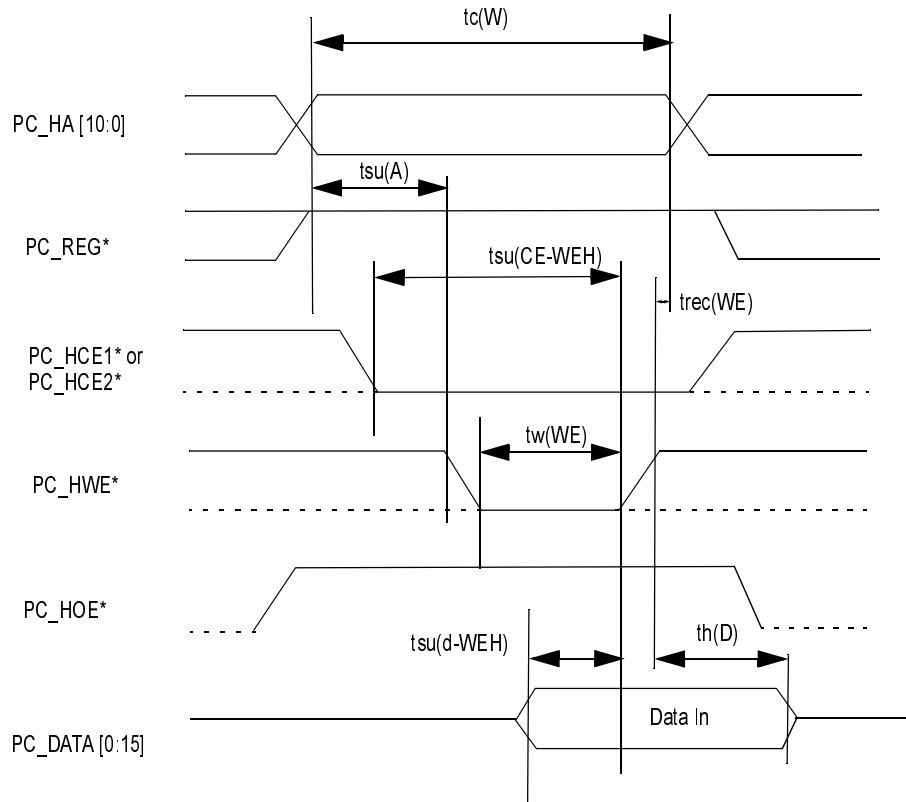 tc(W)
PC_HA [10:0]
tsu(A)
PC_REG*
tsu(CE-WEH)
trec(WE)
PC_HCE1* or
PC_HCE2*
tw(WE)
PC_HWE*
PC_HOE*
tsu(d-WEH)
th(D)
Data In
PC_DATA [0:15]